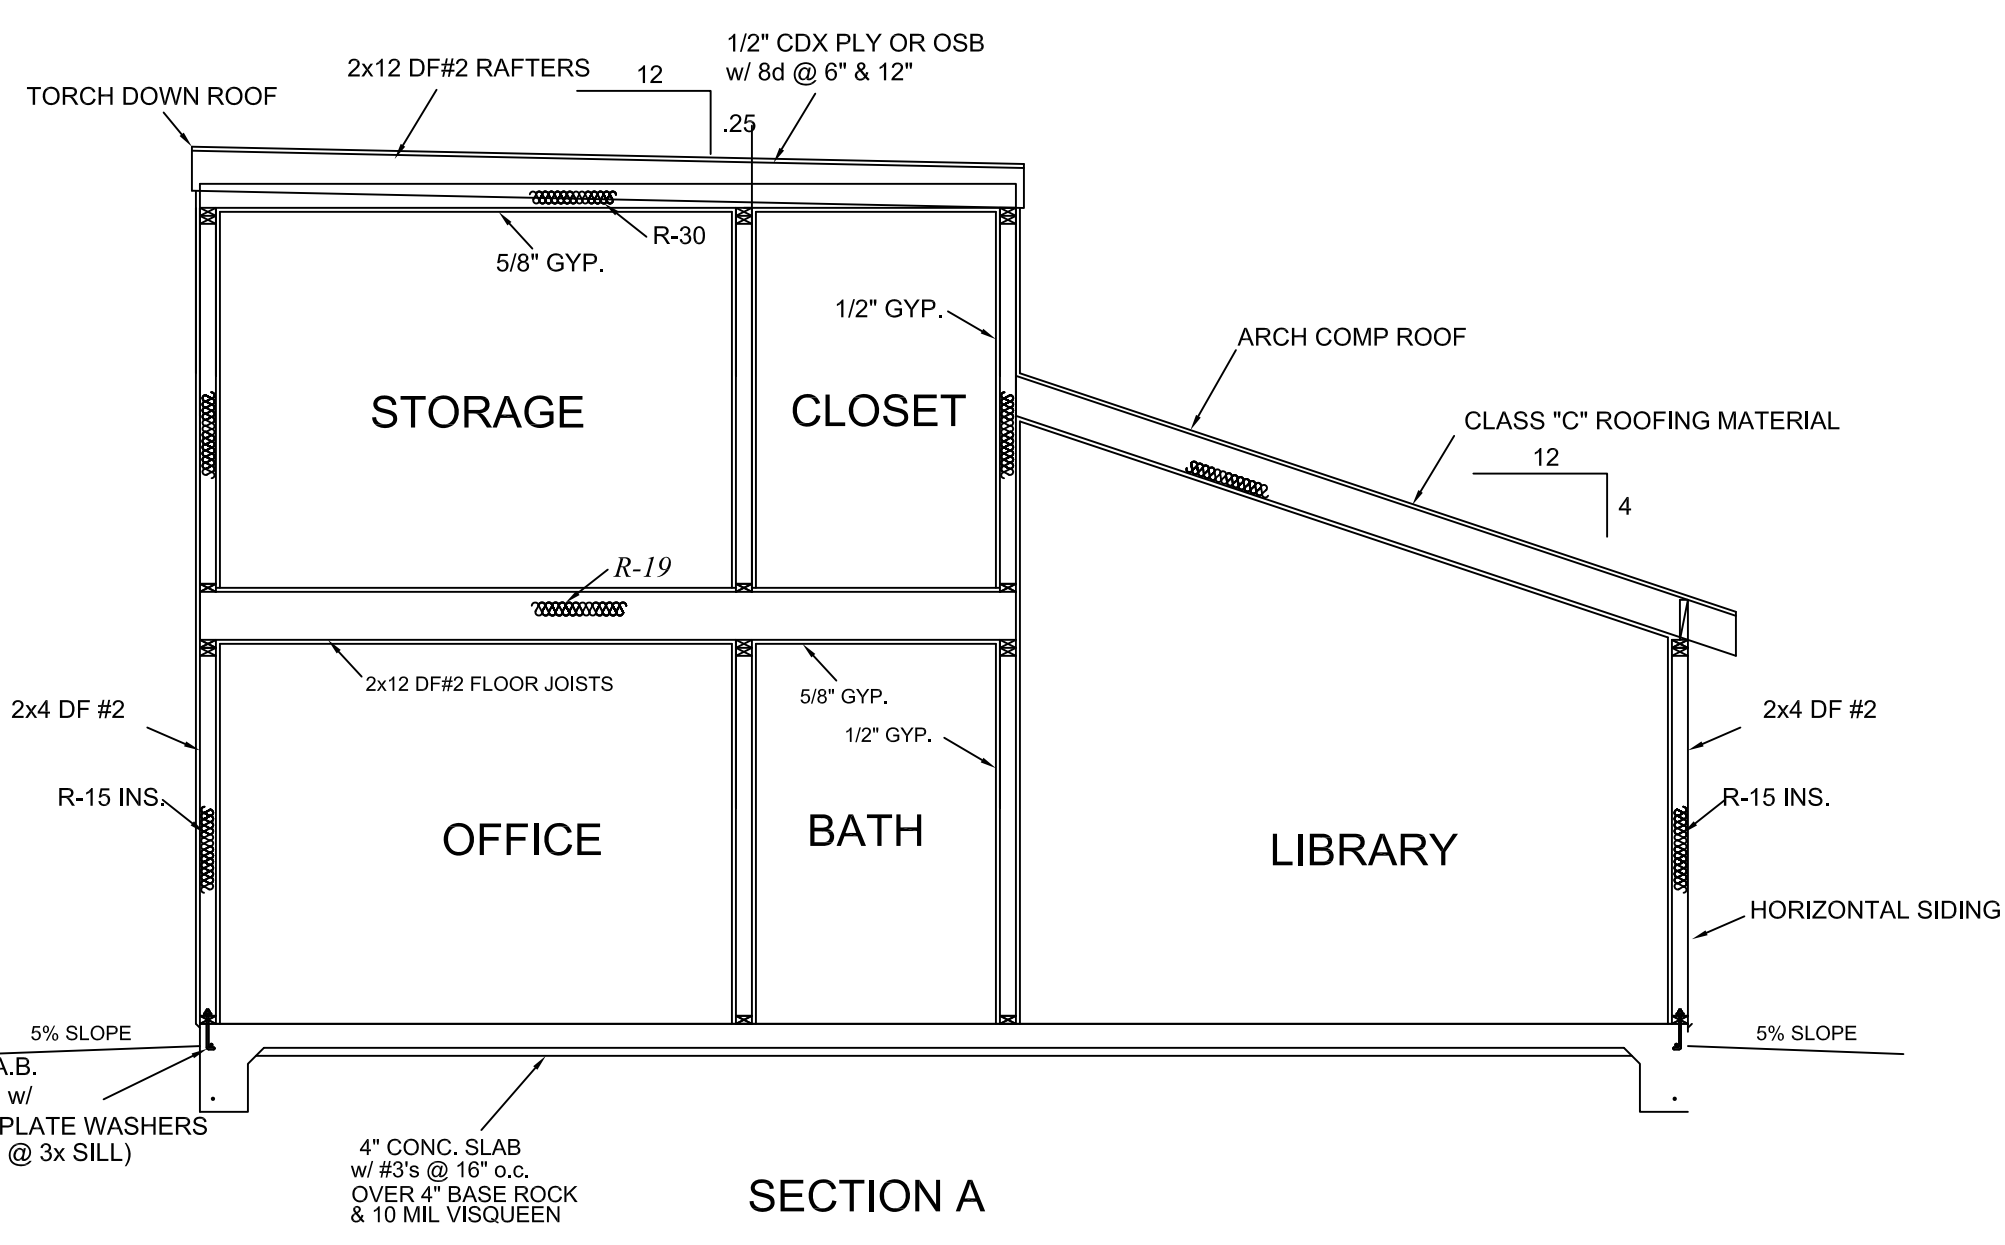 1/2" CDX PLY OR OSB
w/ 8d @ 6" & 12"
2x12 DF#2 RAFTERS
12
.25
TORCH DOWN ROOF
R-30
5/8" GYP.
1/2" GYP.
ARCH COMP ROOF
STORAGE
CLOSET
CLASS "C" ROOFING MATERIAL
12
4
R-19
2x12 DF#2 FLOOR JOISTS
5/8" GYP.
1/2" GYP.
2x4 DF #2
2x4 DF #2
R-15 INS.
R-15 INS.
OFFICE
BATH
LIBRARY
HORIZONTAL SIDING
5% SLOPE
5% SLOPE
A.B.
w/
PLATE WASHERS
@ 3x SILL)
4" CONC. SLAB
w/ #3's @ 16" o.c.
OVER 4" BASE ROCK
& 10 MIL VISQUEEN
SECTION A